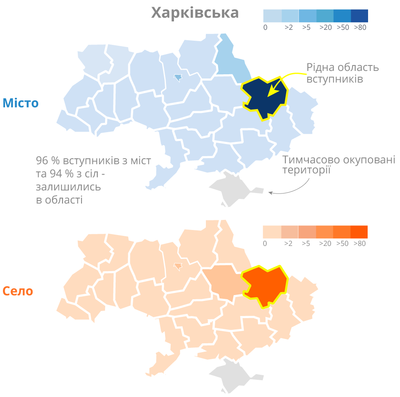 Харківська
0 >2 >5 >20 >50 >80
Рідна область
вступників
Місто
96 % вступників з міст
та 94 % з сіл -
залишились
в області
Тимчасово окуповані
території
0 >2 >5 >20 >50 >80
Село